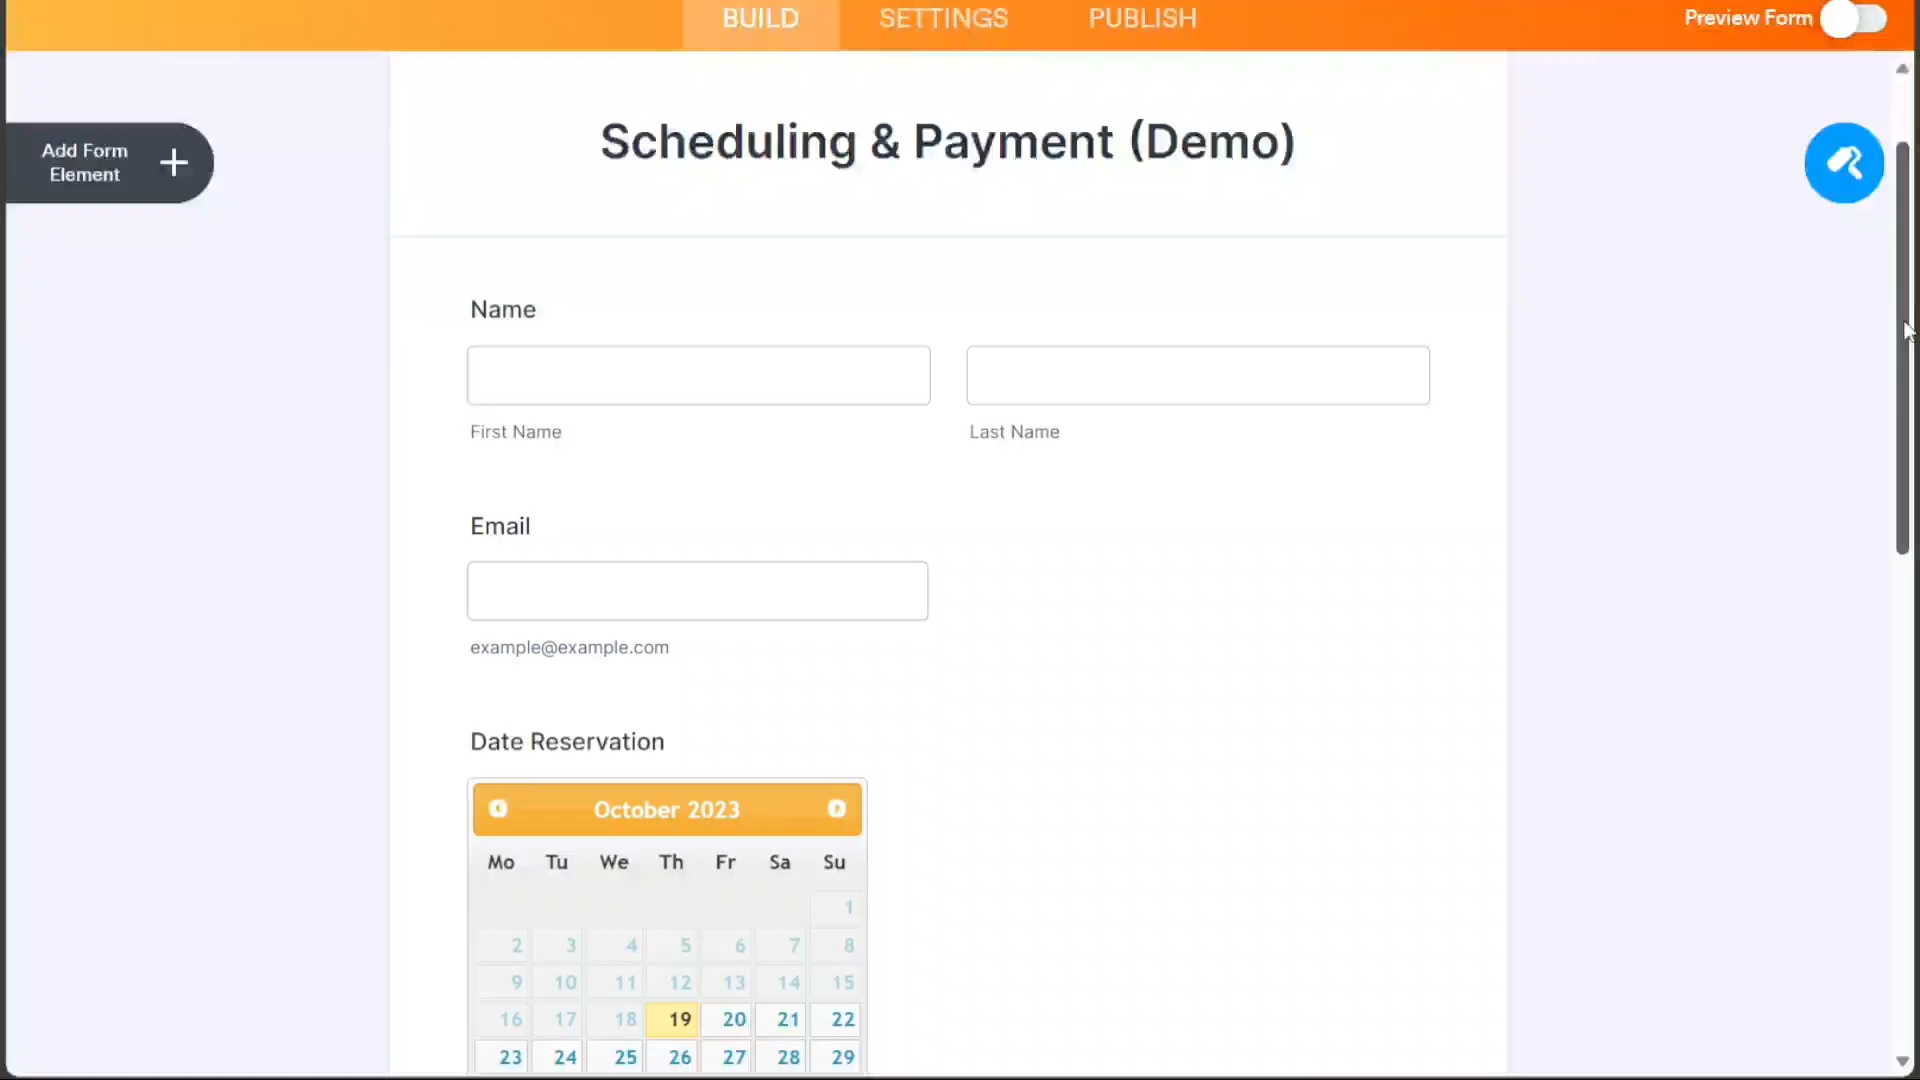 BUILD SETTINGS PUBLISH Preview Form
Add Form
Element
Scheduling & Payment (Demo)
Name
First Name Last Name
Email
example@example.com
Date Reservation
October 2023
Mo Tu We Th Fr Sa Su
1
2 3 4 5 6 7 8
9 10 11 12 13 14 15
16 17 18 19 20 21 22
23 24 25 26 27 28 29